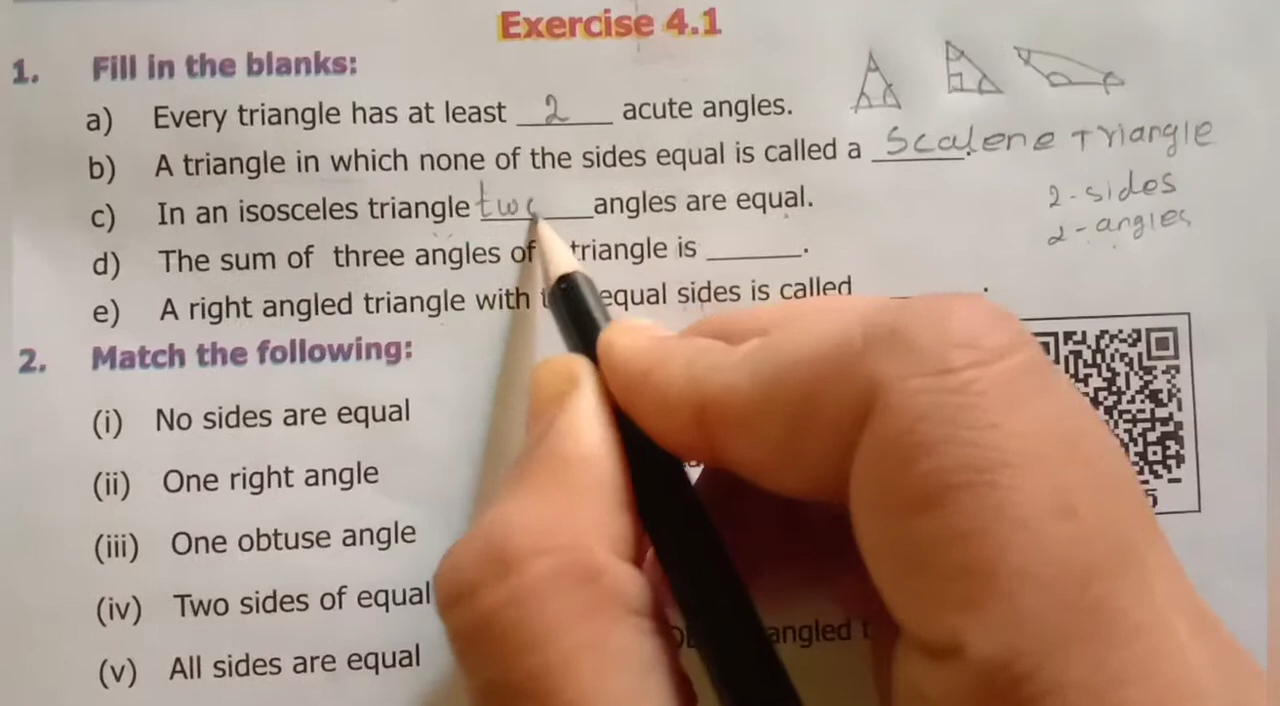 Exercise 4.1
1. Fill in the blanks:
a) Every triangle has at least 2 acute angles.
b) A triangle in which none of the sides equal is called a Scalene Triangle.
c) In an isosceles triangle two angles are equal.
2-sides
2-angles
d) The sum of three angles of triangle is ______.
e) A right angled triangle with equal sides is called ______.
2. Match the following:
(i) No sides are equal
(ii) One right angle
(iii) One obtuse angle
(iv) Two sides of equal
(v) All sides are equal
angled t
5